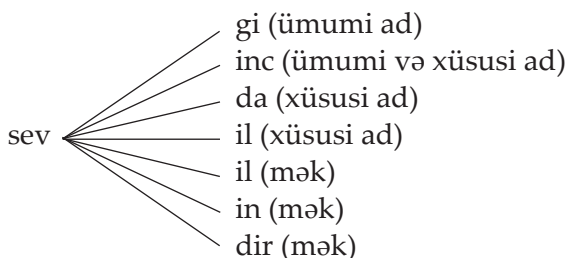 gi (ümumi ad)
inc (ümumi və xüsusi ad)
da (xüsusi ad)
sev il (xüsusi ad)
il (mək)
in (mək)
dir (mək)